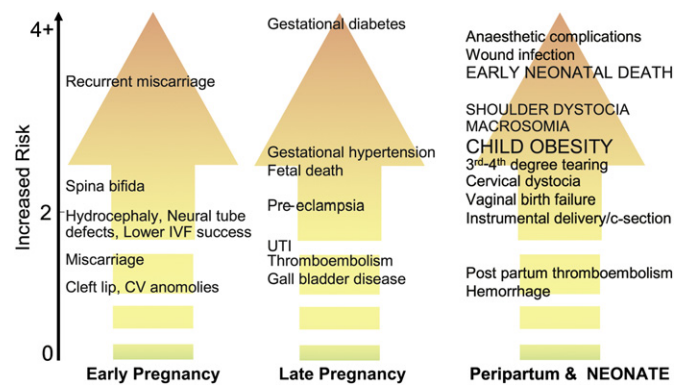 4+
2
0
Increased Risk
Recurrent miscarriage
Spina bifida
Hydrocephaly, Neural tube
defects, Lower IVF success
Miscarriage
Cleft lip, CV anomolies
Early Pregnancy
Gestational diabetes
Gestational hypertension
Fetal death
Pre-eclampsia
UTI
Thromboembolism
Gall bladder disease
Late Pregnancy
Anaesthetic complications
Wound infection
EARLY NEONATAL DEATH
SHOULDER DYSTOCIA
MACROSOMIA
CHILD OBESITY
3rd-4th degree tearing
Cervical dystocia
Vaginal birth failure
Instrumental delivery/c-section
Post partum thromboembolism
Hemorrhage
Peripartum & NEONATE